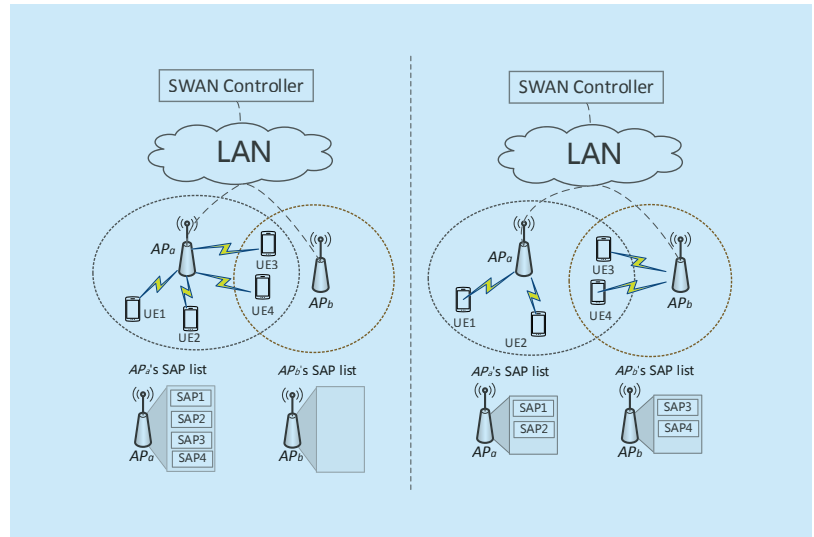 SWAN Controller
LAN
APa
UE3
UE4
UE1
UE2
APb
APa's SAP list
APb's SAP list
SAP1
SAP2
SAP3
SAP4
APa
APb
SWAN Controller
LAN
APa
UE3
UE4
UE1
UE2
APb
APa's SAP list
APb's SAP list
SAP1
SAP2
SAP3
SAP4
APa
APb